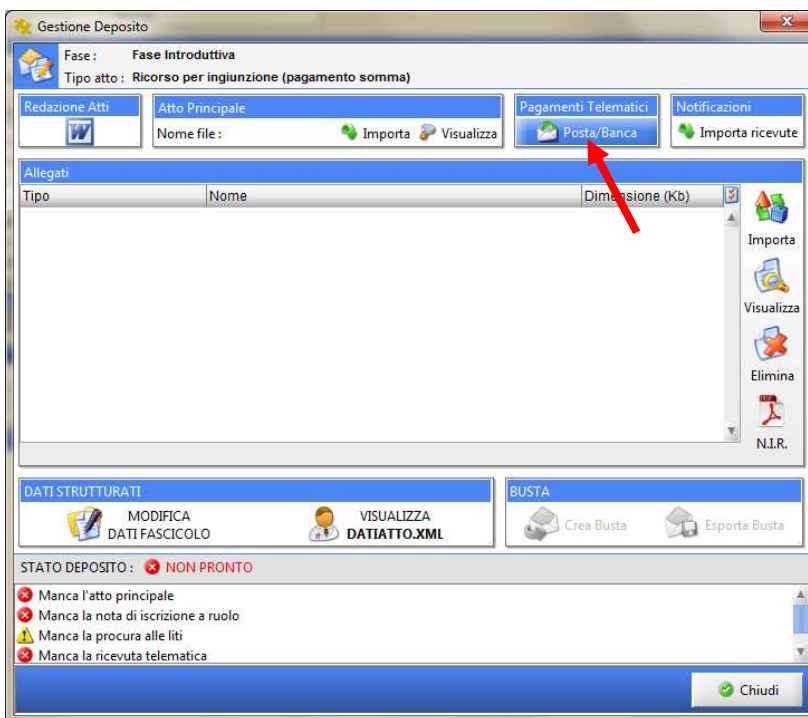 Gestione Deposito
Fase : Fase Introduttiva
Tipo atto : Ricorso per ingiunzione (pagamento somma)
Redazione Atti
Atto Principale
Pagamenti Telematici
Notificazioni
Nome file :
Importa
Visualizza
Posta/Banca
Importa ricevute
Allegati
Tipo
Nome
Dimensione (Kb)
Importa
Visualizza
Elimina
N.I.R.
DATI STRUTTURATI
BUSTA
MODIFICA
DATI FASCICOLO
VISUALIZZA
DATIATTO.XML
Crea Busta
Esporta Busta
STATO DEPOSITO : NON PRONTO
Manca l'atto principale
Manca la nota di iscrizione a ruolo
Manca la procura alle liti
Manca la ricevuta telematica
Chiudi